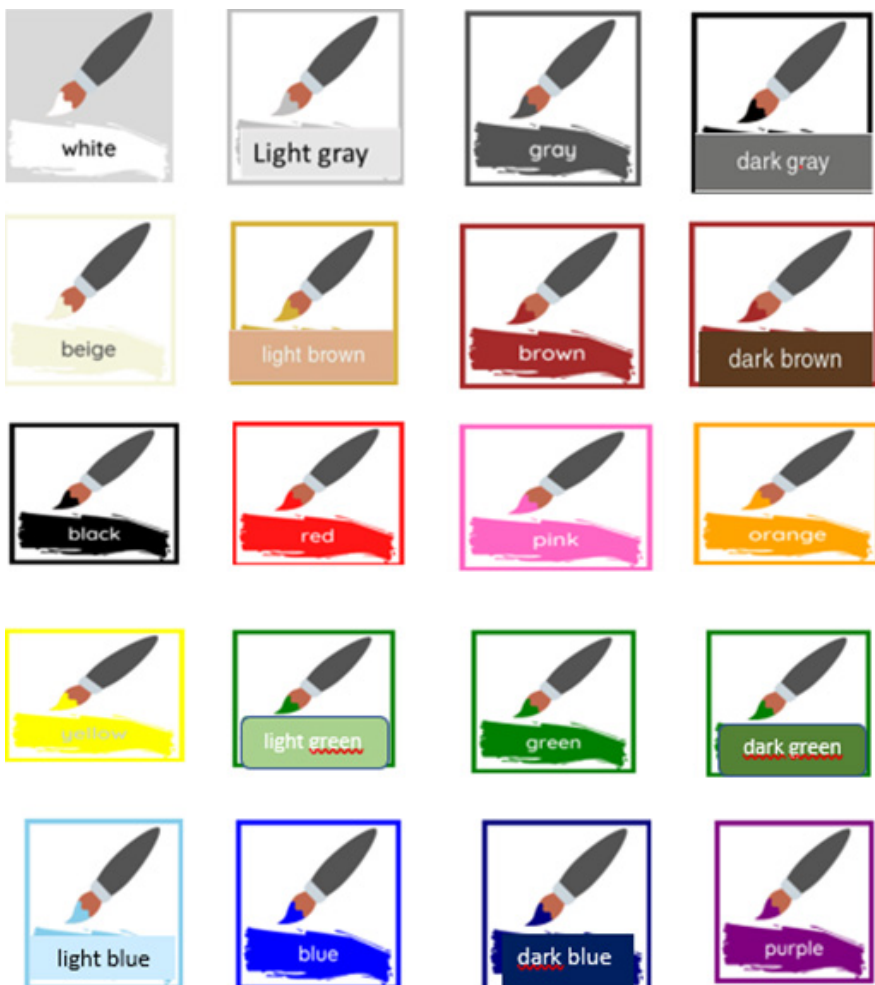 white
Light gray
gray
dark gray
beige
light brown
brown
dark brown
black
red
pink
orange
yellow
light green
green
dark green
light blue
blue
dark blue
purple